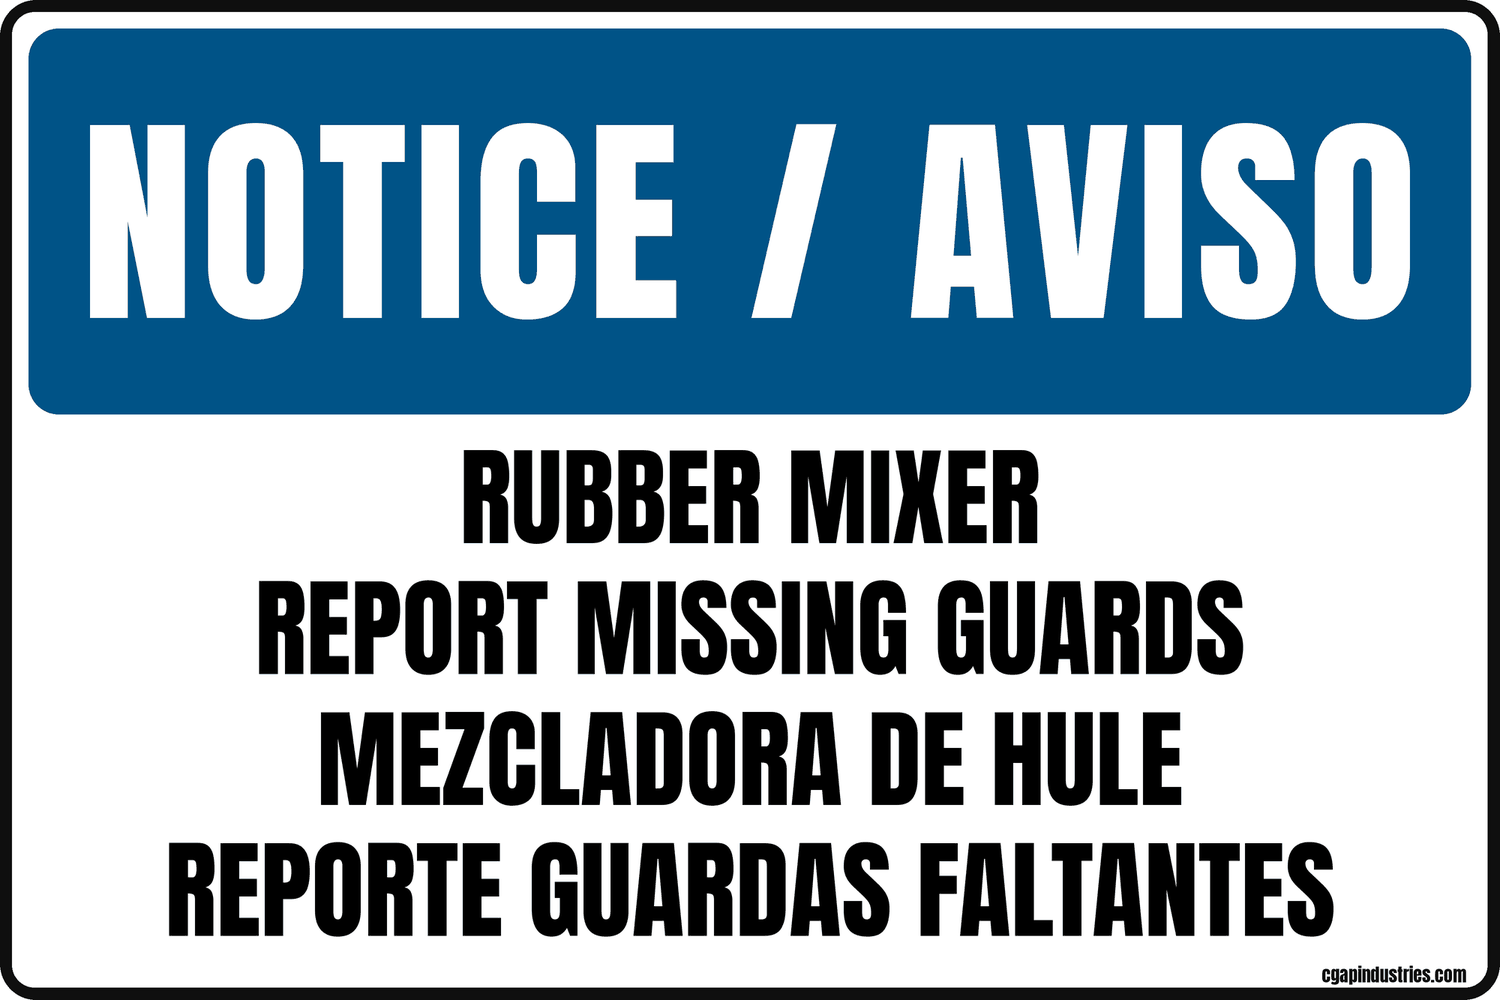 NOTICE / AVISO
RUBBER MIXER
REPORT MISSING GUARDS
MEZCLADORA DE HULE
REPORTE GUARDAS FALTANTES
cgapindustries.com